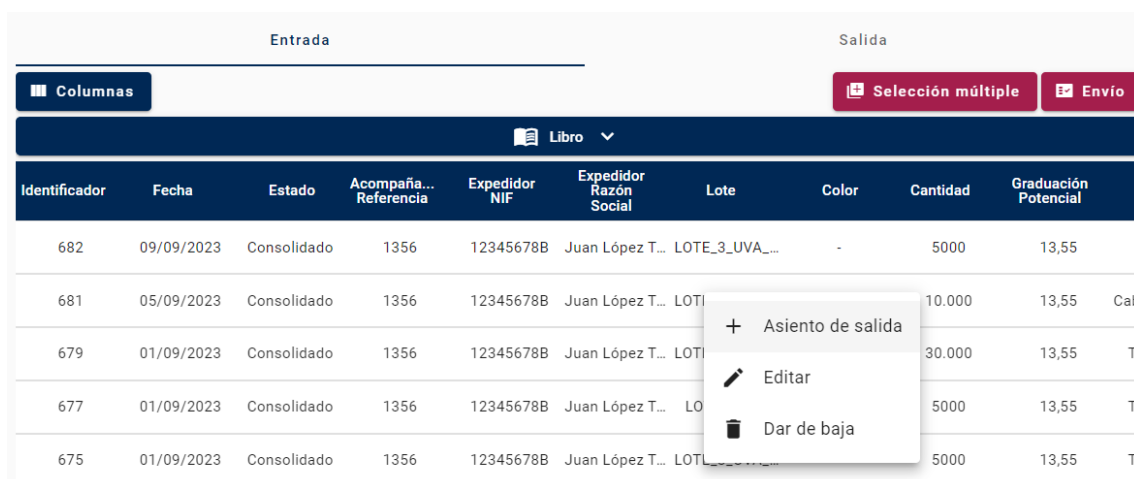 Entrada Salida
Columnas Selección múltiple Envío
Libro
Identificador Fecha Estado Acompaña... Referencia Expedidor NIF Expedidor Razón Social Lote Color Cantidad Graduación Potencial
682 09/09/2023 Consolidado 1356 12345678B Juan López T... LOTE_3_UVA_... - 5000 13,55
681 05/09/2023 Consolidado 1356 12345678B Juan López T... 10.000 13,55
Asiento de salida
679 01/09/2023 Consolidado 1356 12345678B Juan López T... 30.000 13,55
Editar
677 01/09/2023 Consolidado 1356 12345678B Juan López T... 5000 13,55
Dar de baja
675 01/09/2023 Consolidado 1356 12345678B Juan López T... 5000 13,55